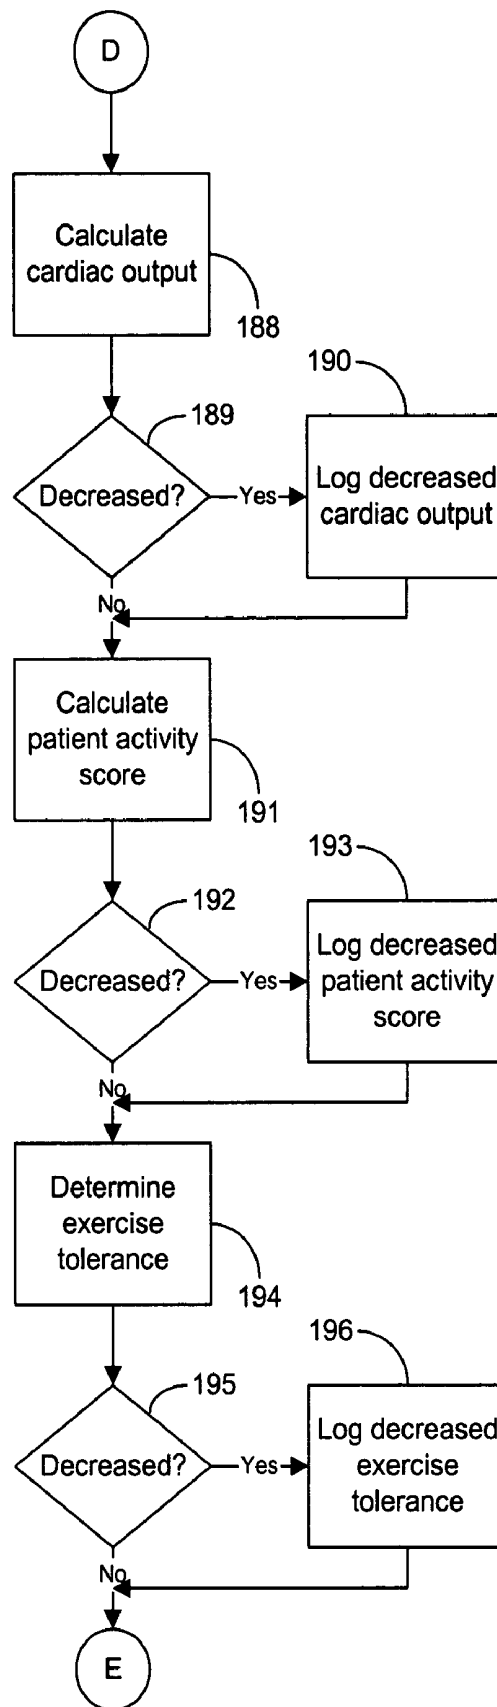 D
Calculate
cardiac output
188
189
190
Decreased?
Yes
Log decreased
cardiac output
No
Calculate
patient activity
score
191
192
193
Decreased?
Yes
Log decreased
patient activity
score
No
Determine
exercise
tolerance
194
195
196
Decreased?
Yes
Log decreased
exercise
tolerance
No
E